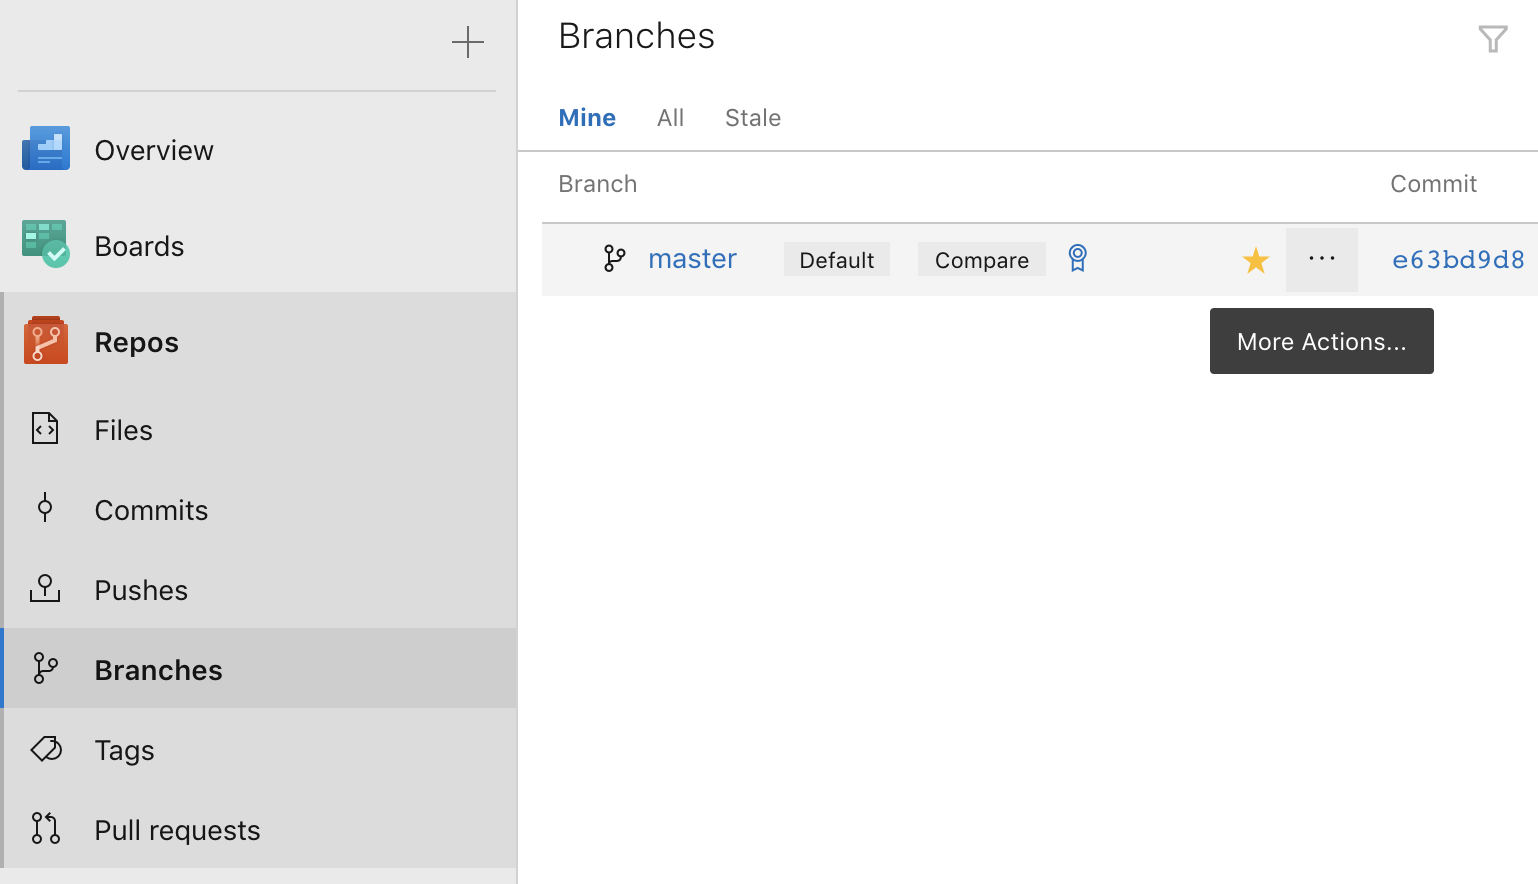 Overview
Boards
Repos
Files
Commits
Pushes
Branches
Tags
Pull requests
Branches
Mine All Stale
Branch Commit
master Default Compare ... e63bd9d8
More Actions...